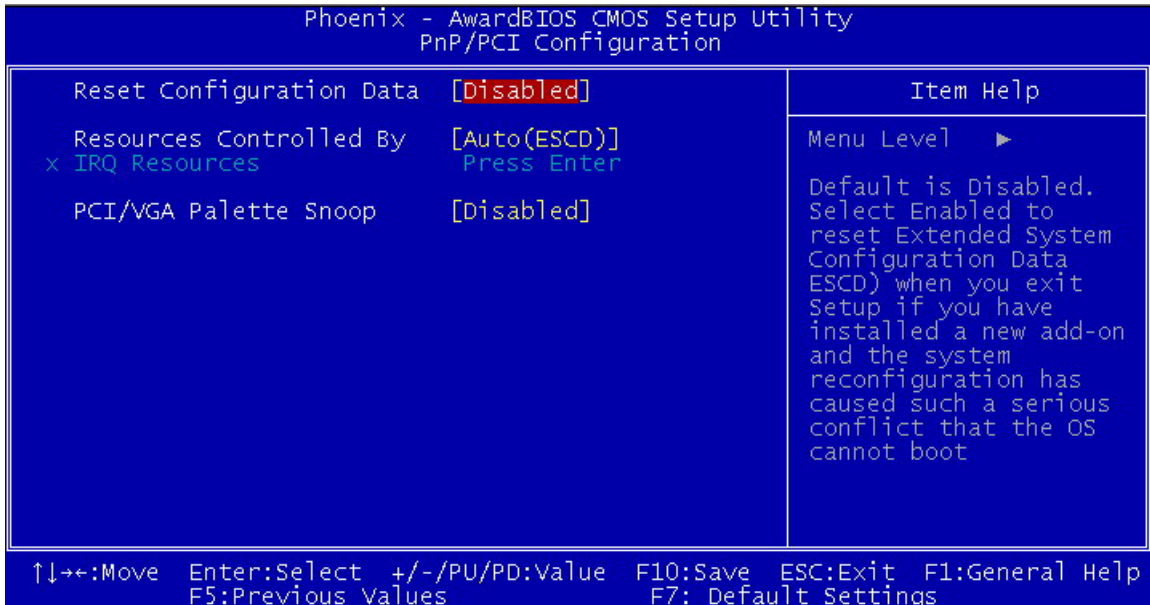 Phoenix - AwardBIOS CMOS Setup Utility
PnP/PCI Configuration
Reset Configuration Data [Disabled]
Resources Controlled By [Auto(ESCD)]
x IRQ Resources Press Enter
PCI/VGA Palette Snoop [Disabled]
Item Help
Menu Level ►
Default is Disabled.
Select Enabled to
reset Extended System
Configuration Data
ESCD) when you exit
Setup if you have
installed a new add-on
and the system
reconfiguration has
caused such a serious
conflict that the OS
cannot boot
↑↓→←:Move Enter:Select +/-/PU/PD:Value F10:Save ESC:Exit F1:General Help
F5:Previous Values F7: Default Settings